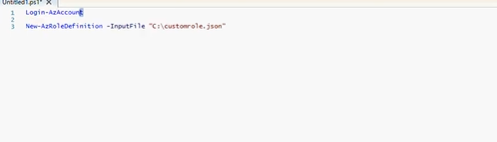 Untitled1.ps1* X
1 Login-AzAccount
2
3 New-AzRoleDefinition -InputFile "C:\customrole.json"